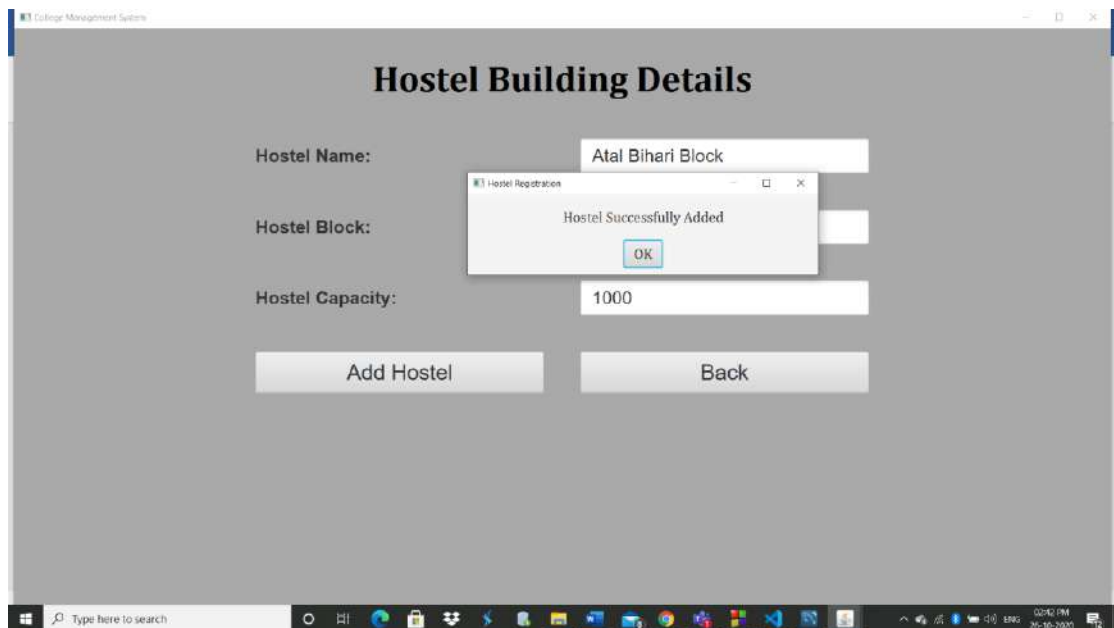 College Management System
Hostel Building Details
Hostel Name:
Atal Bihari Block
Hostel Registration
Hostel Successfully Added
Hostel Block:
OK
Hostel Capacity:
1000
Add Hostel
Back
Type here to search
ENG
02:42 PM
26-10-2020